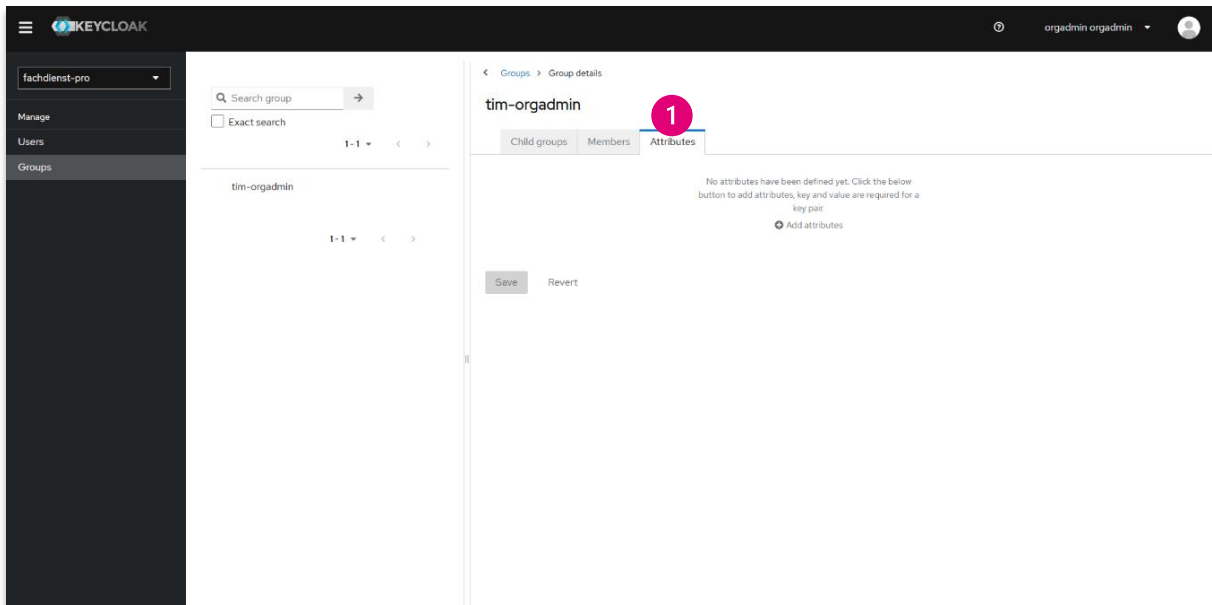 KEYCLOAK
orgadmin orgadmin
fachdienst-pro
Manage
Users
Groups
Search group
Exact search
1-1
tim-orgadmin
1-1
Groups > Group details
tim-orgadmin
1
Child groups Members Attributes
No attributes have been defined yet. Click the below
button to add attributes, key and value are required for a
key pair.
Add attributes
Save Revert